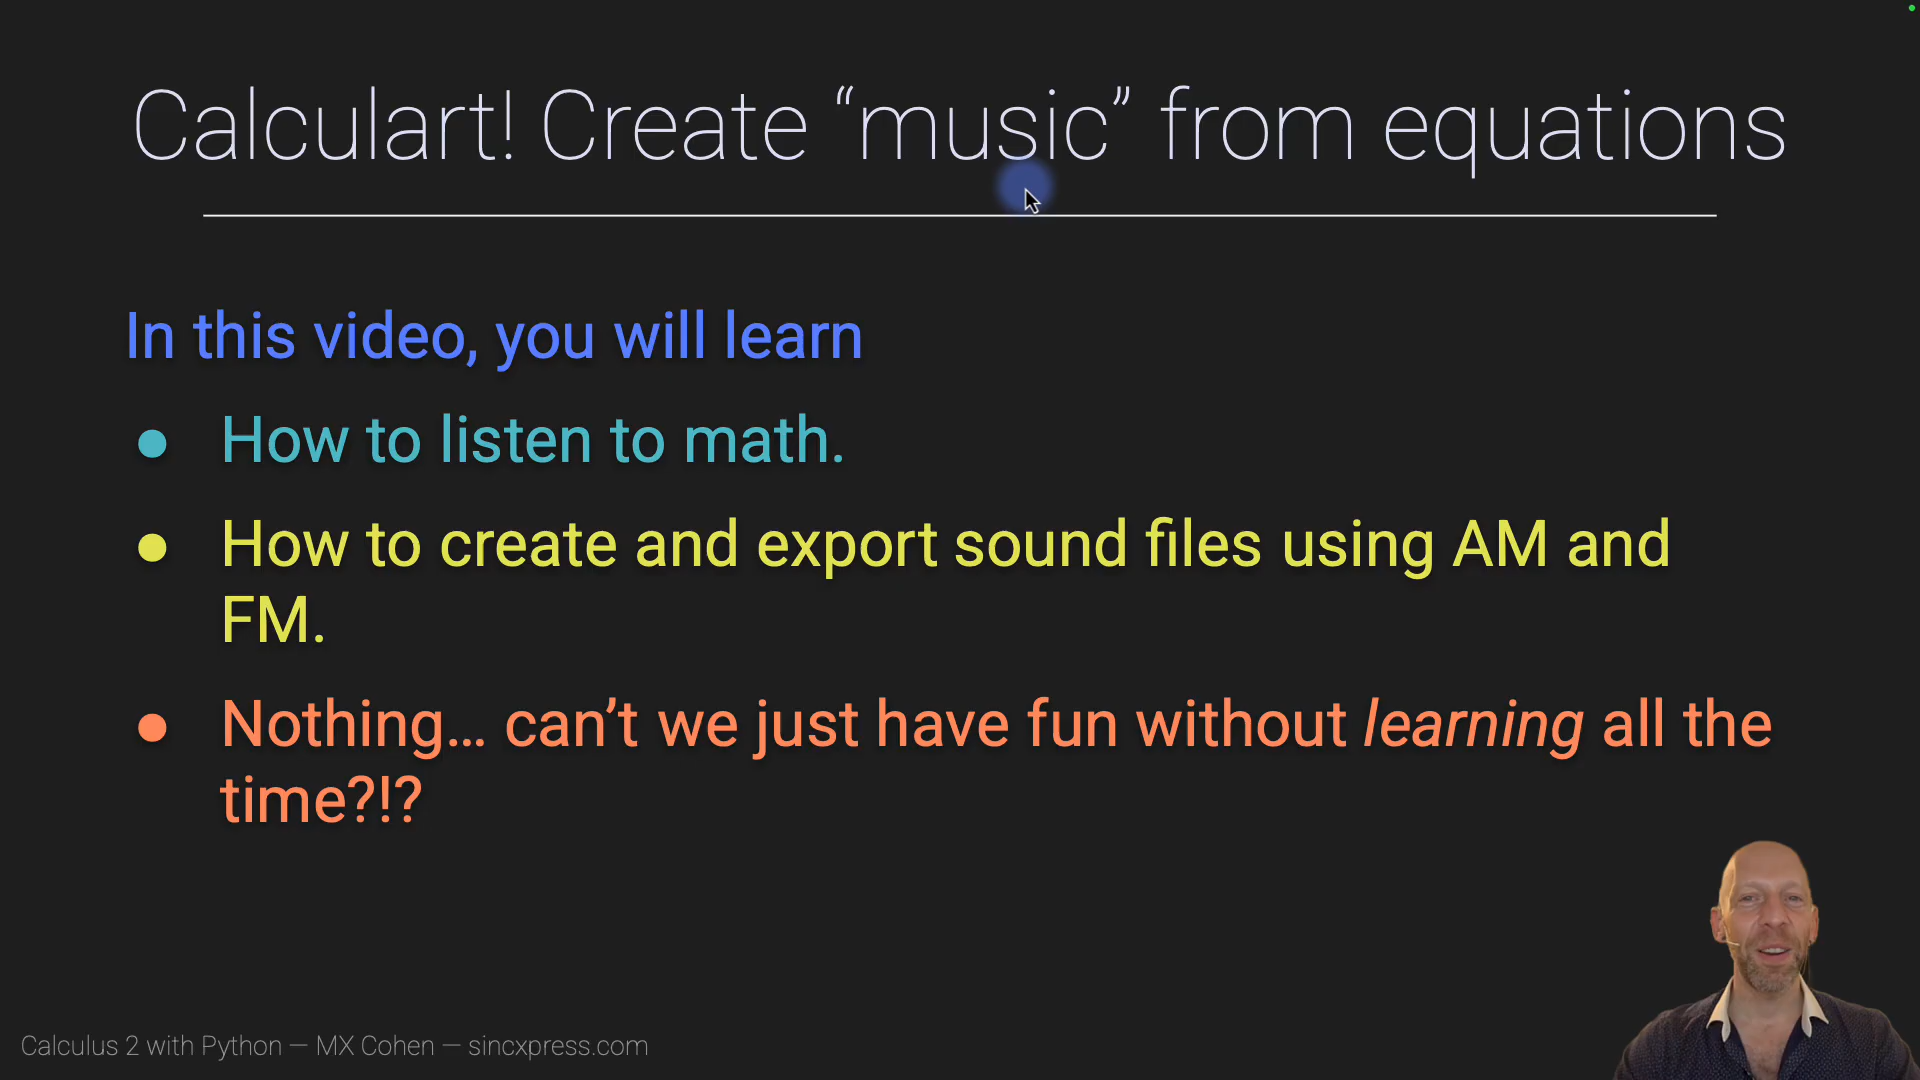 Calculart! Create “music” from equations
In this video, you will learn
● How to listen to math.
● How to create and export sound files using AM and
FM.
● Nothing… can’t we just have fun without learning all the
time?!?
Calculus 2 with Python — MX Cohen — sincxpress.com